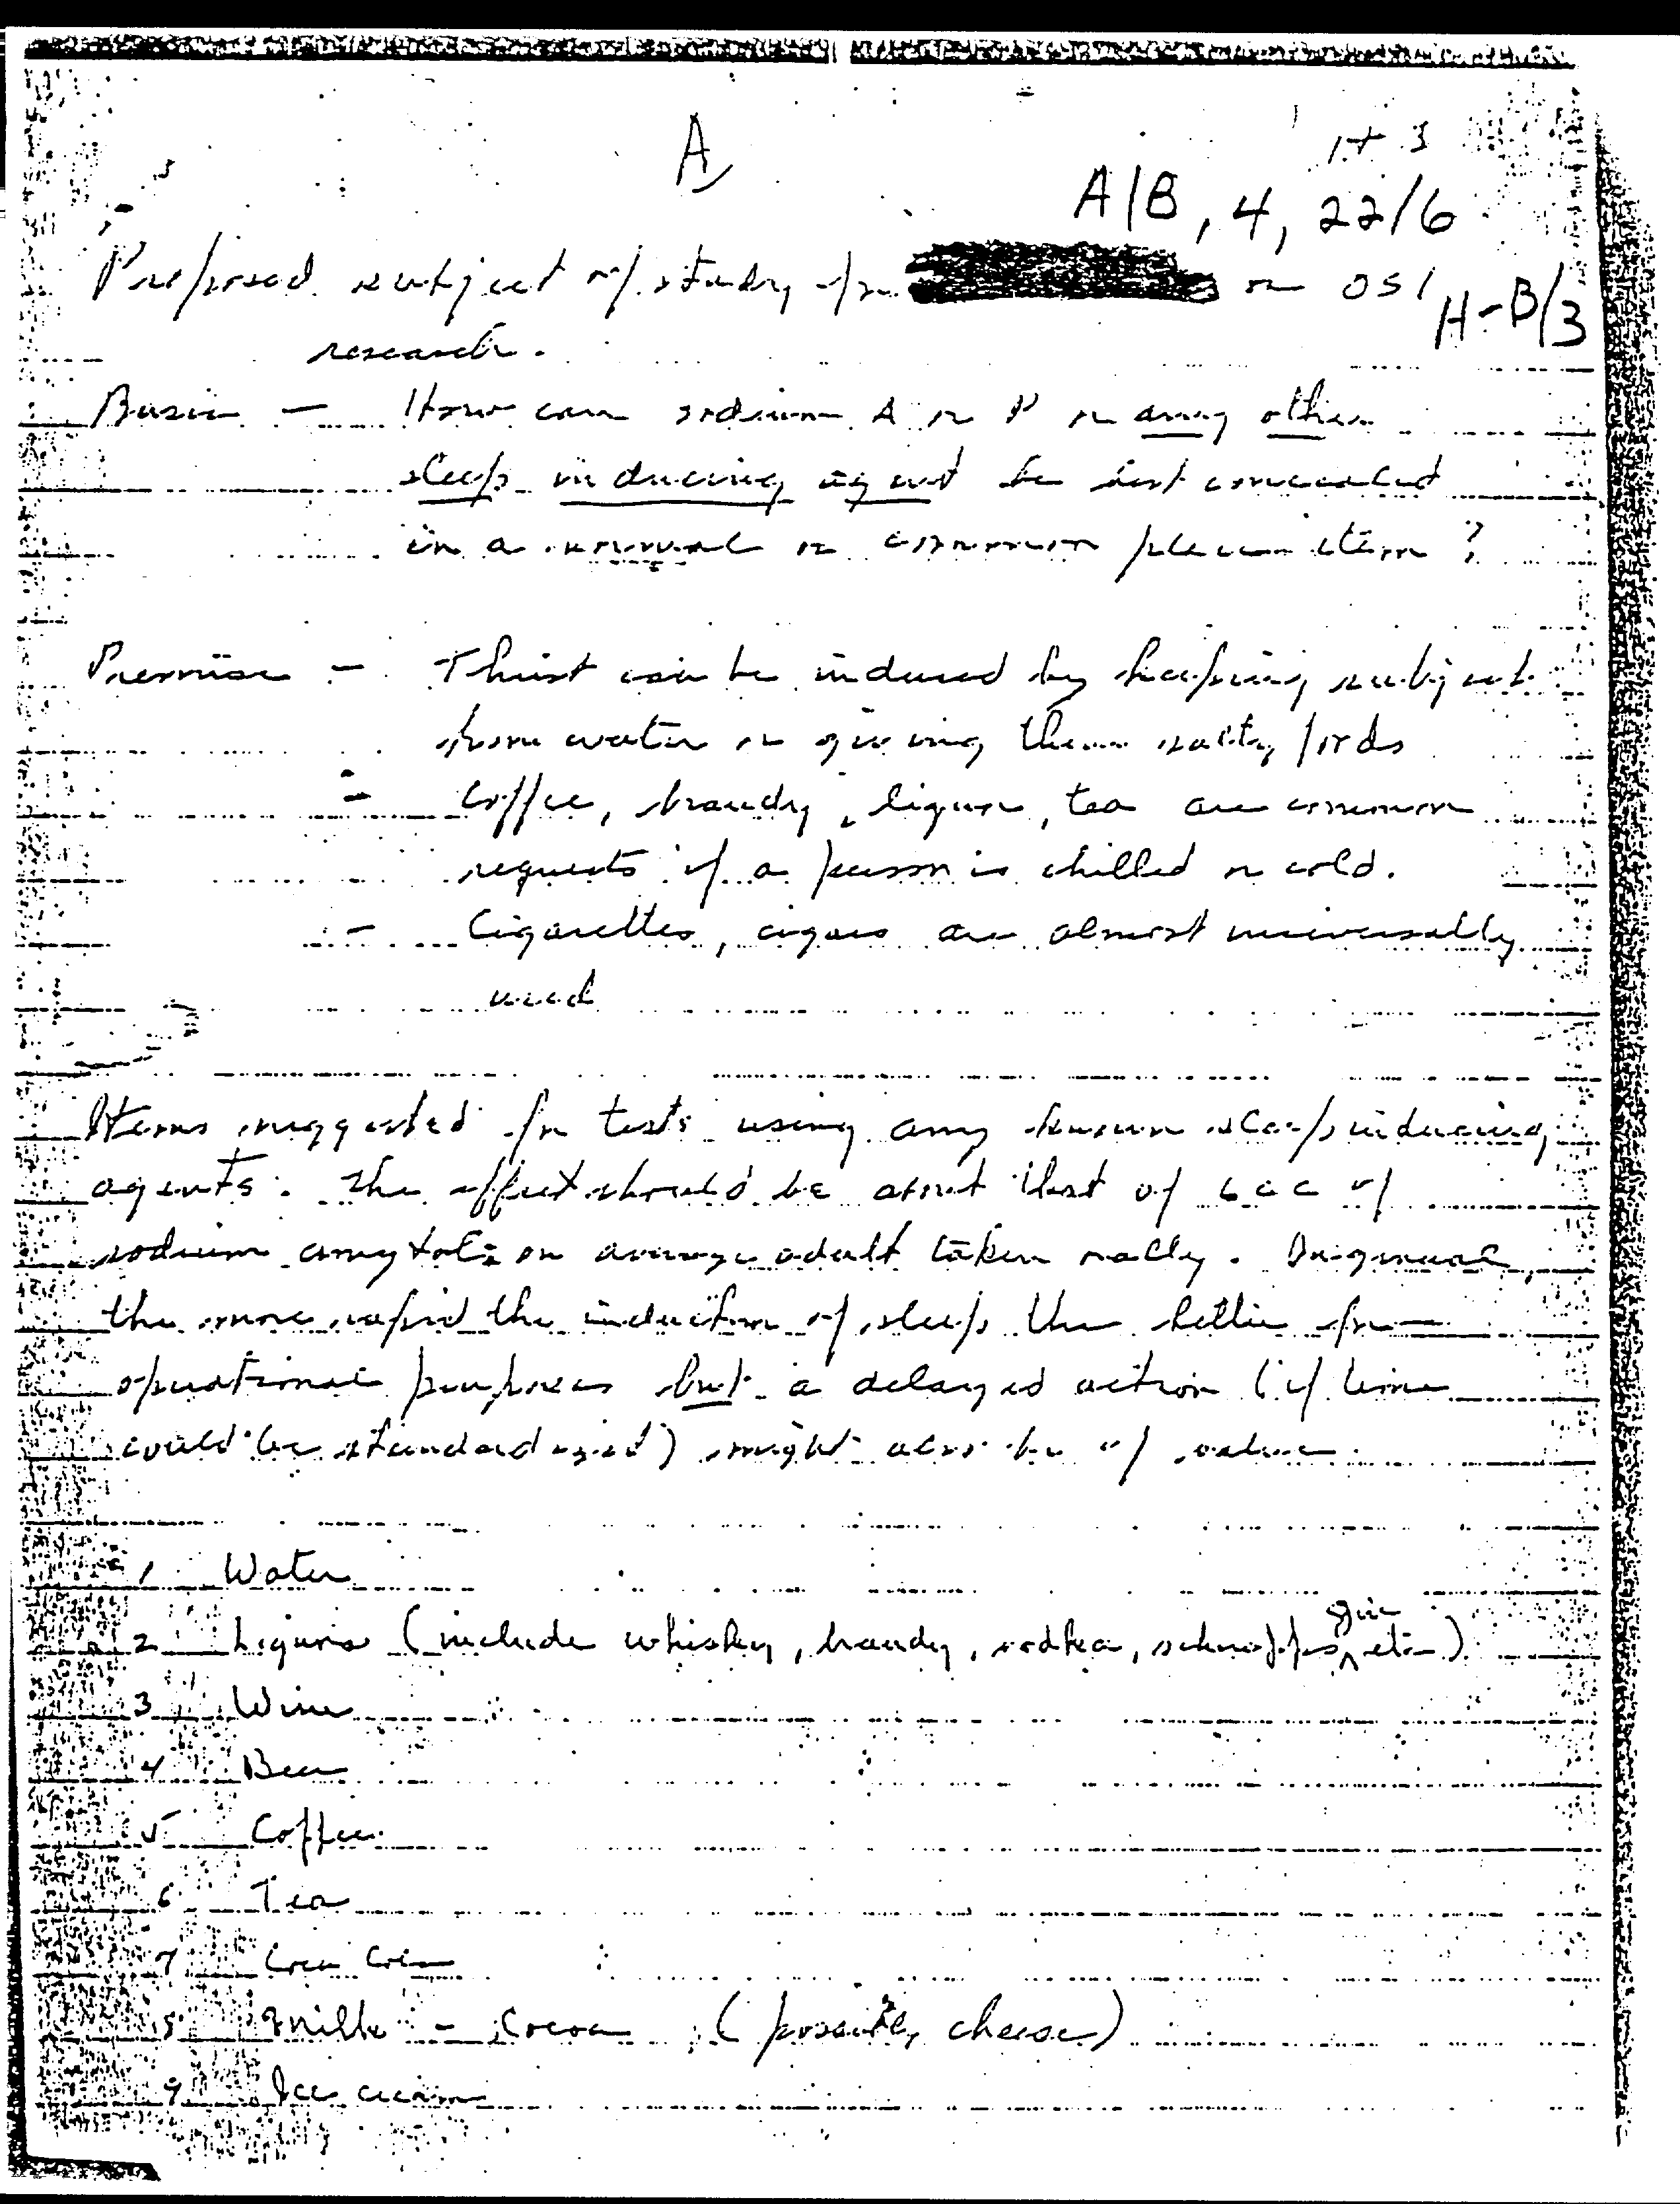 A
1 + 3
A/B, 4, 22/6
Proposed subject of study for or OSI
H-B/3
research.
Basic - How can sodium A or P or any other
sleep inducing agent be best concealed
in a normal or common place item?
Premise - Thirst can be induced by keeping subject
from water or giving them salty foods
- Coffee, brandy, liquor, tea are common
requests if a person is chilled or cold.
- Cigarettes, cigars are almost universally
used
Items suggested for tests using any known sleep inducing
agents. The effect should be about that of 6 cc of
sodium amytal on average adult taken orally. In general,
the more rapid the induction of sleep the better for
operational purposes but a delayed action (if time
could be standardized) might also be of value.
1 Water
2 Liquors (include whiskey, brandy, vodka, schnapps, gin etc)
3 Wine
4 Beer
5 Coffee
6 Tea
7 Coca Cola
8 Milk - Cocoa (possibly cheese)
9 Ice cream